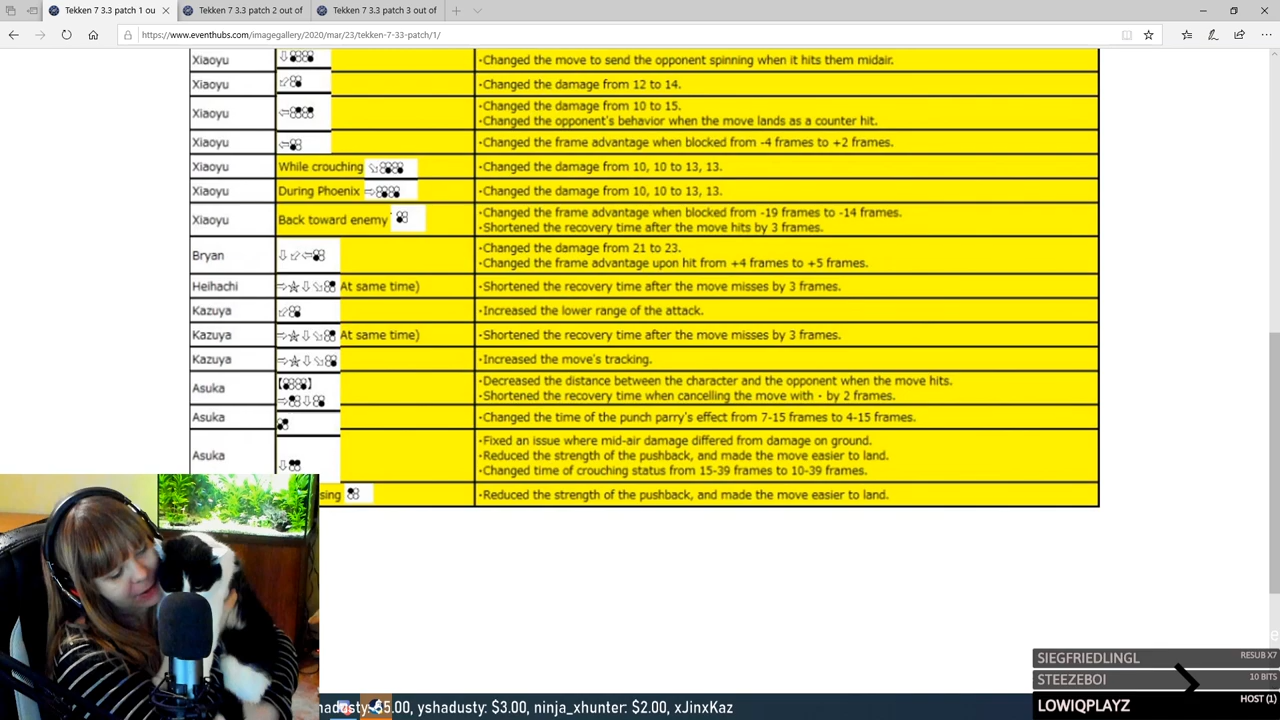 Tekken 7 3.3 patch 1 ou
Tekken 7 3.3 patch 2 out of
Tekken 7 3.3 patch 3 out of
https://www.eventhubs.com/imagegallery/2020/mar/23/tekken-7-33-patch/1/
Xiaoyu ・Changed the move to send the opponent spinning when it hits them midair.
Xiaoyu ・Changed the damage from 12 to 14.
Xiaoyu ・Changed the damage from 10 to 15.
・Changed the opponent's behavior when the move lands as a counter hit.
Xiaoyu ・Changed the frame advantage when blocked from -4 frames to +2 frames.
Xiaoyu While crouching ・Changed the damage from 10, 10 to 13, 13.
Xiaoyu During Phoenix ・Changed the damage from 10, 10 to 13, 13.
Xiaoyu Back toward enemy ・Changed the frame advantage when blocked from -19 frames to -14 frames.
・Shortened the recovery time after the move hits by 3 frames.
Bryan ・Changed the damage from 21 to 23.
・Changed the frame advantage upon hit from +4 frames to +5 frames.
Heihachi At same time) ・Shortened the recovery time after the move misses by 3 frames.
Kazuya ・Increased the lower range of the attack.
Kazuya At same time) ・Shortened the recovery time after the move misses by 3 frames.
Kazuya ・Increased the move's tracking.
Asuka ・Decreased the distance between the character and the opponent when the move hits.
・Shortened the recovery time when cancelling the move with ・ by 2 frames.
Asuka ・Changed the time of the punch parry's effect from 7-15 frames to 4-15 frames.
Asuka ・Fixed an issue where mid-air damage differed from damage on ground.
・Reduced the strength of the pushback, and made the move easier to land.
・Changed time of crouching status from 15-39 frames to 10-39 frames.
sing ・Reduced the strength of the pushback, and made the move easier to land.
SIEGFRIEDLINGL RESUB X7
STEEZEBOI 10 BITS
LOWIQPLAYZ HOST (1)
hadusty: $5.00, yshadusty: $3.00, ninja_xhunter: $2.00, xJinxKaz